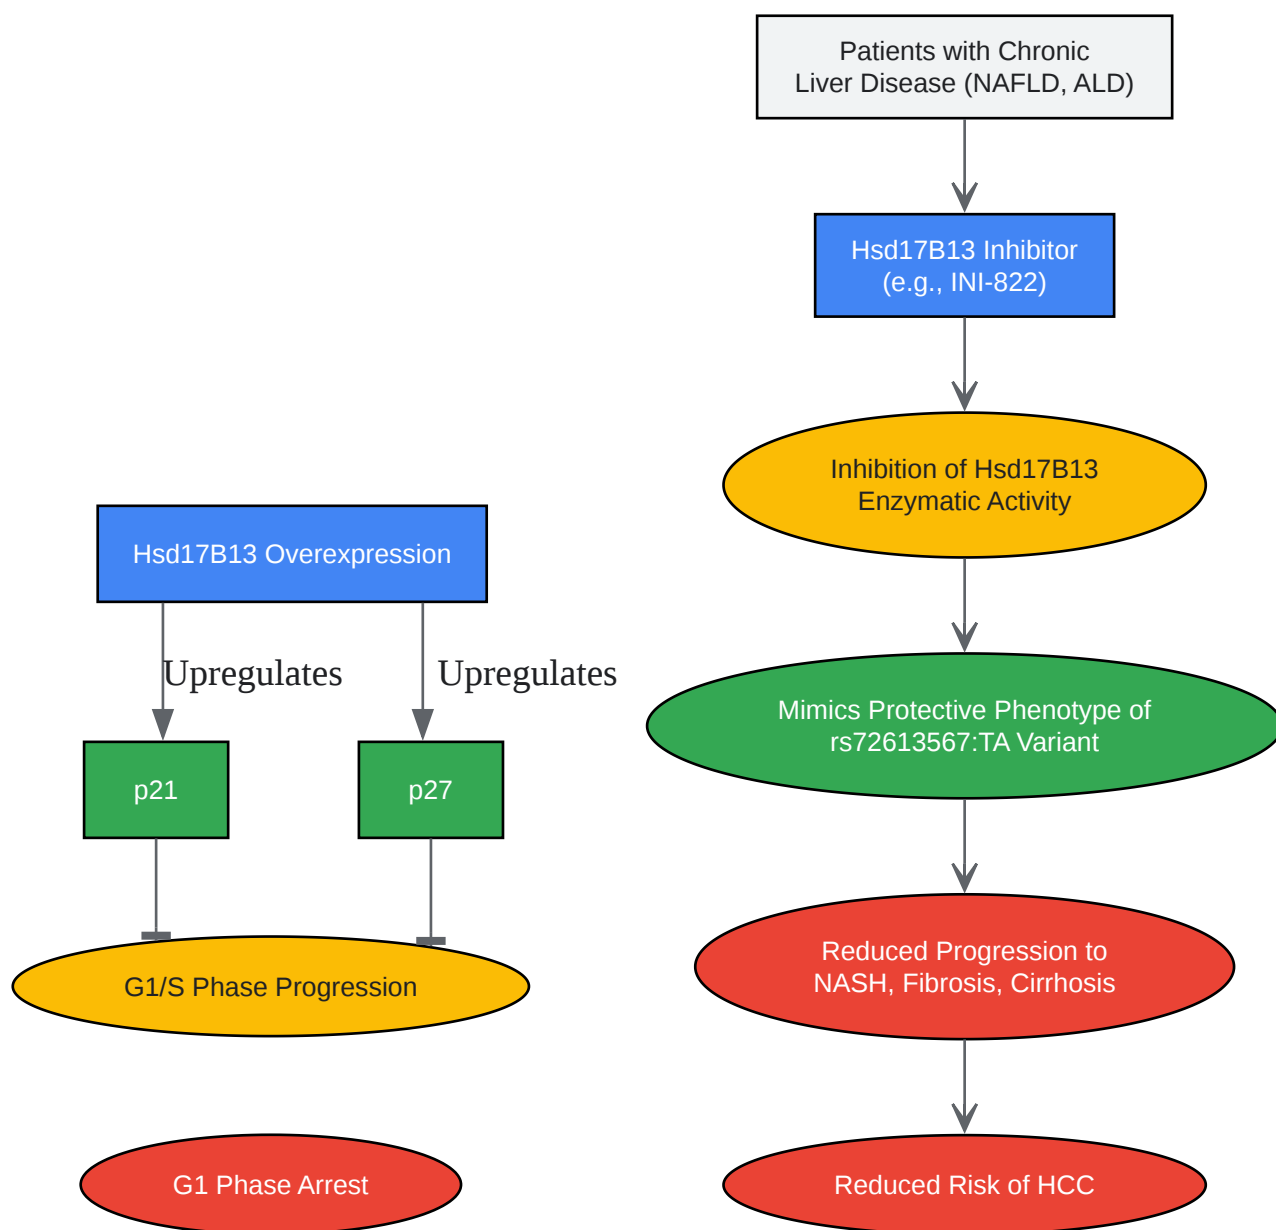 Patients with Chronic
Liver Disease (NAFLD, ALD)
Hsd17B13 Inhibitor
(e.g., INI-822)
Inhibition of Hsd17B13
Enzymatic Activity
Hsd17B13 Overexpression
Upregulates
Upregulates
Mimics Protective Phenotype of
rs72613567:TA Variant
p21
p27
Reduced Progression to
NASH, Fibrosis, Cirrhosis
G1/S Phase Progression
G1 Phase Arrest
Reduced Risk of HCC